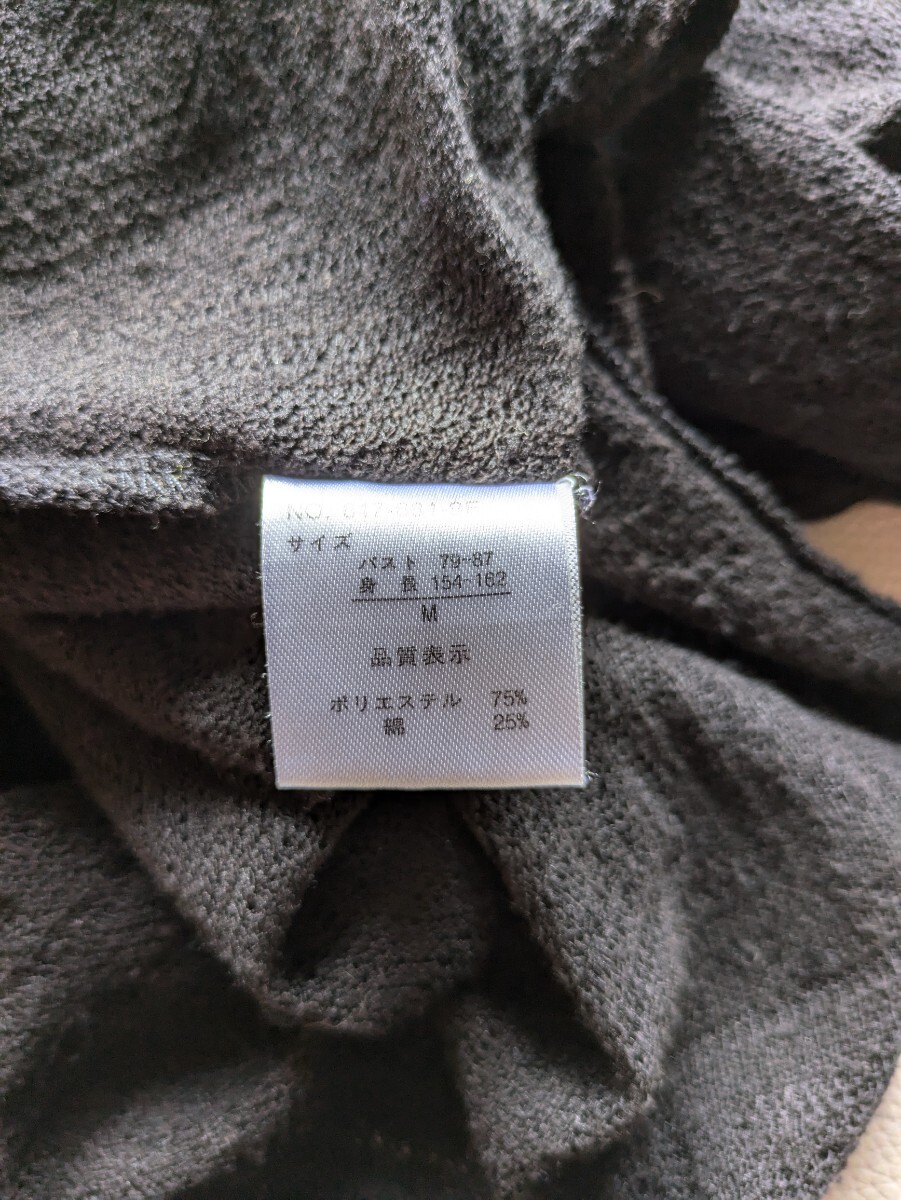 サイズ
バスト 79-87
身 長 154-162
M
品質表示
ポリエステル 75%
綿 25%